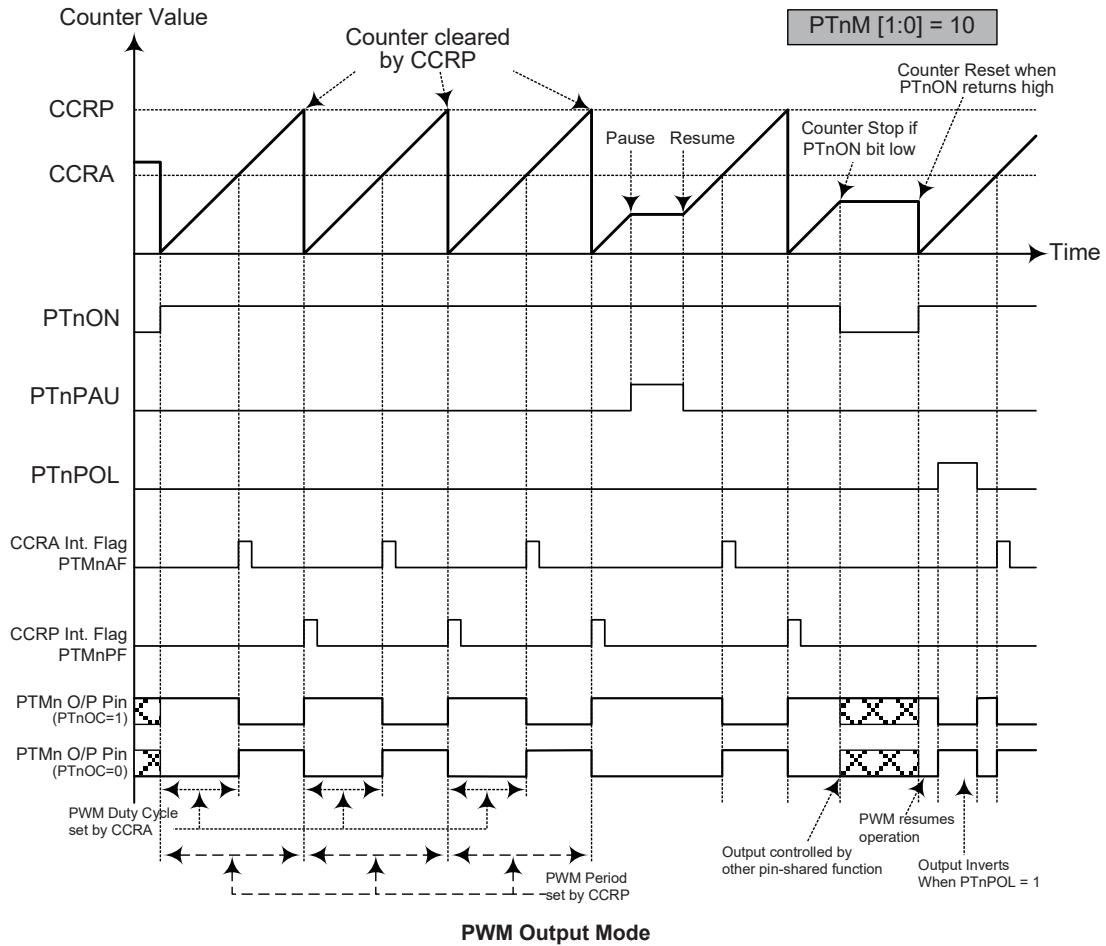 Counter Value
PTnM [1:0] = 10
Counter cleared
by CCRP
Counter Reset when
PTnON returns high
CCRP
Pause
Resume
Counter Stop if
PTnON bit low
CCRA
Time
PTnON
PTnPAU
PTnPOL
CCRA Int. Flag
PTMnAF
CCRP Int. Flag
PTMnPF
PTMn O/P Pin
(PTnOC=1)
PTMn O/P Pin
(PTnOC=0)
PWM Duty Cycle
set by CCRA
PWM resumes
operation
Output controlled by
other pin-shared function
Output Inverts
When PTnPOL = 1
PWM Period
set by CCRP
PWM Output Mode